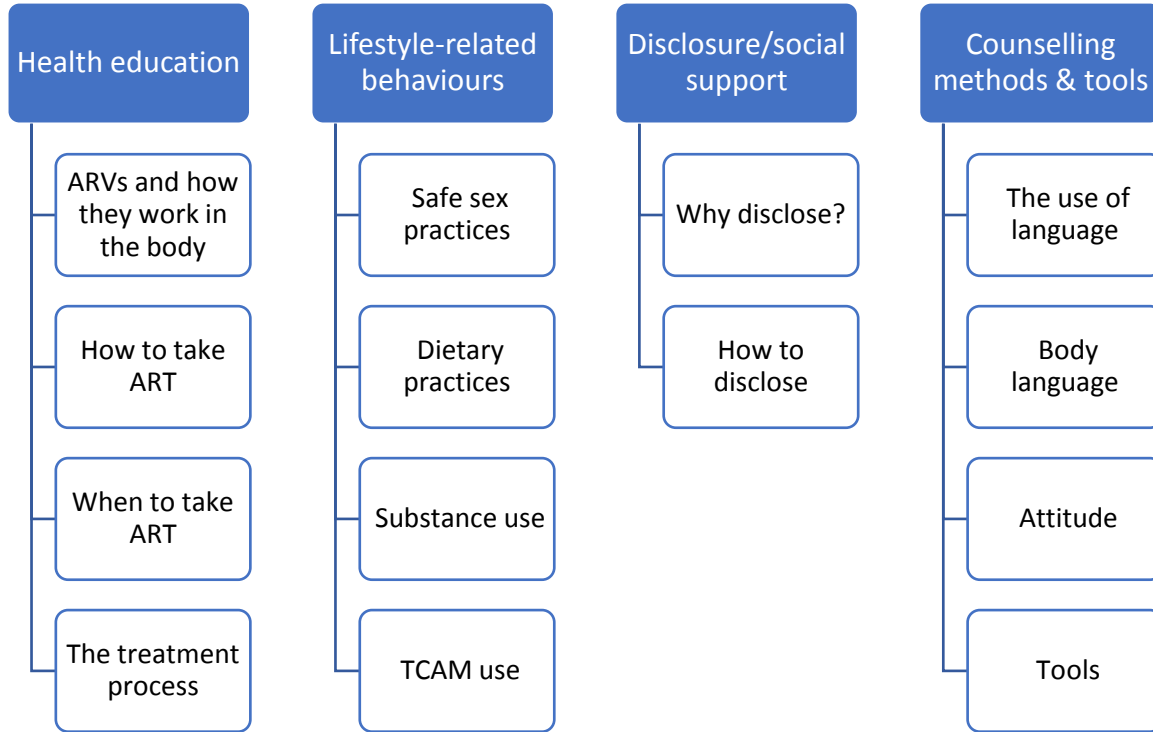 Health education
ARVs and how
they work in
the body
How to take
ART
When to take
ART
The treatment
process
Lifestyle-related
behaviours
Safe sex
practices
Dietary
practices
Substance use
TCAM use
Disclosure/social
support
Why disclose?
How to
disclose
Counselling
methods & tools
The use of
language
Body
language
Attitude
Tools